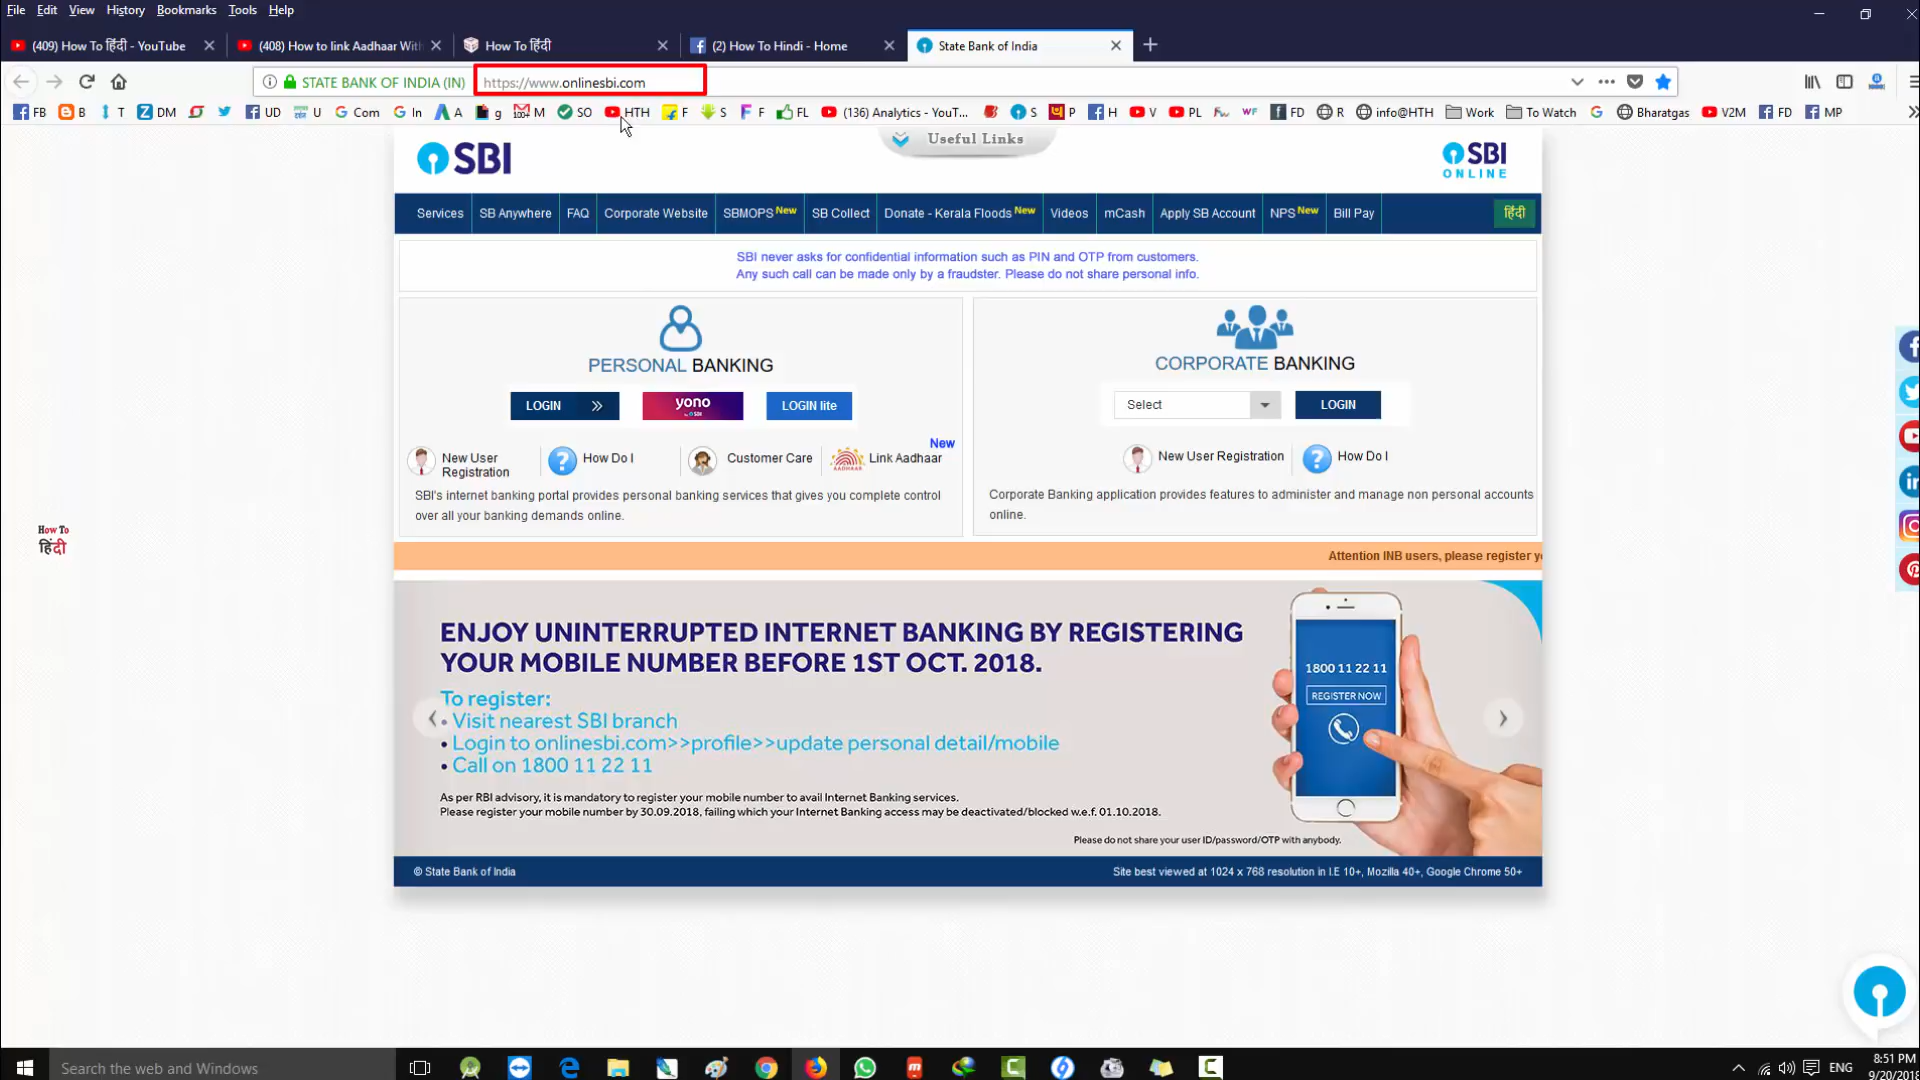 File Edit View History Bookmarks Tools Help
(409) How To हिंदी - YouTube (408) How to link Aadhaar Wit How To हिंदी (2) How To Hindi - Home State Bank of India
STATE BANK OF INDIA (IN) https://www.onlinesbi.com
FB B T DM UD U Com In A g M SO HTH F S F FL (136) Analytics - YouT... S P H V PL FD R info@HTH Work To Watch Bharatgas V2M FD MP
Useful Links
SBI
SBI
ONLINE
Services SB Anywhere FAQ Corporate Website SBMOPS New SB Collect Donate - Kerala Floods New Videos mCash Apply SB Account NPS New Bill Pay हिंदी
SBI never asks for confidential information such as PIN and OTP from customers.
Any such call can be made only by a fraudster. Please do not share personal info.
PERSONAL BANKING
LOGIN yono by SBI LOGIN lite
New
New User Registration How Do I Customer Care Link Aadhaar
AADHAAR
SBI's internet banking portal provides personal banking services that gives you complete control
over all your banking demands online.
CORPORATE BANKING
Select LOGIN
New User Registration How Do I
Corporate Banking application provides features to administer and manage non personal accounts
online.
How To
हिंदी
Attention INB users, please register
ENJOY UNINTERRUPTED INTERNET BANKING BY REGISTERING
YOUR MOBILE NUMBER BEFORE 1ST OCT. 2018.
To register:
• Visit nearest SBI branch
• Login to onlinesbi.com>>profile>>update personal detail/mobile
• Call on 1800 11 22 11
As per RBI advisory, it is mandatory to register your mobile number to avail Internet Banking services.
Please register your mobile number by 30.09.2018, failing which your Internet Banking access may be deactivated/blocked w.e.f. 01.10.2018.
Please do not share your user ID/password/OTP with anybody.
1800 11 22 11
REGISTER NOW
© State Bank of India
Site best viewed at 1024 x 768 resolution in I.E 10+, Mozilla 40+, Google Chrome 50+
Search the web and Windows
ENG
8:51 PM
9/20/2018